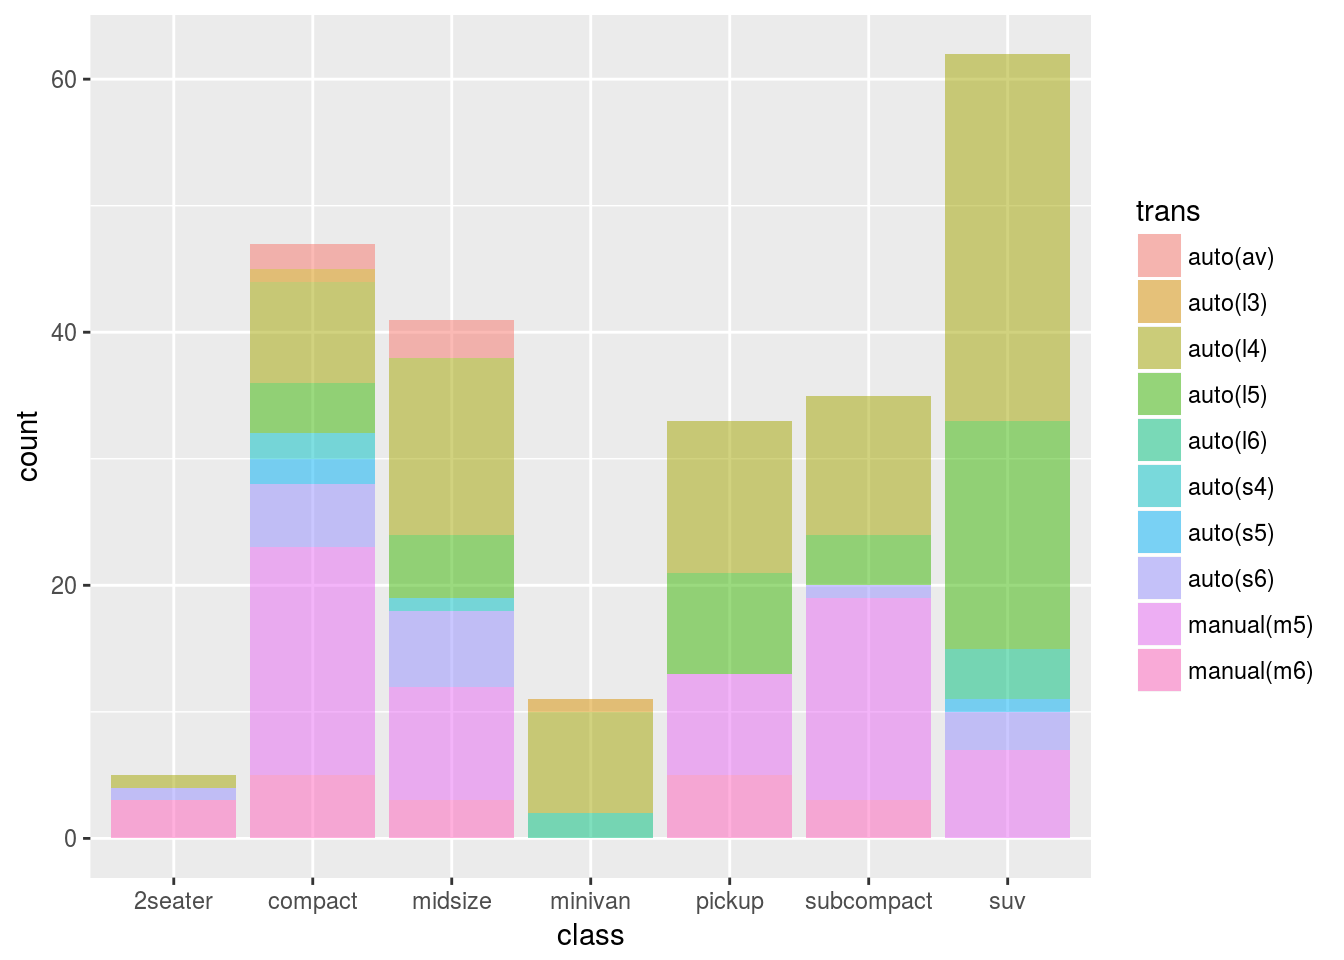 60
40
20
0
count
2seater
compact
midsize
minivan
pickup
subcompact
suv
class
trans
auto(av)
auto(l3)
auto(l4)
auto(l5)
auto(l6)
auto(s4)
auto(s5)
auto(s6)
manual(m5)
manual(m6)